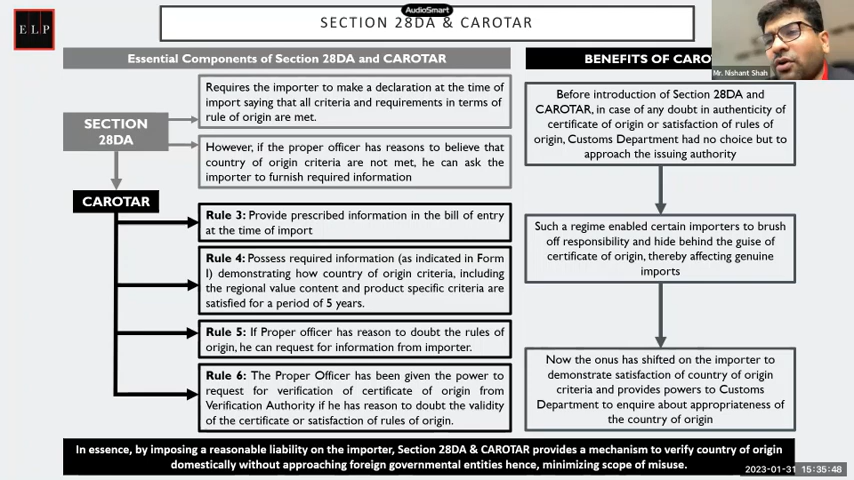 AudioSmart
ELP
SECTION 28DA & CAROTAR
Essential Components of Section 28DA and CAROTAR
SECTION
28DA
CAROTAR
Requires the importer to make a declaration at the time of
import saying that all criteria and requirements in terms of
rule of origin are met.
However, if the proper officer has reasons to believe that
country of origin criteria are not met, he can ask the
importer to furnish required information
Rule 3: Provide prescribed information in the bill of entry
at the time of import
Rule 4: Possess required information (as indicated in Form
I) demonstrating how country of origin criteria, including
the regional value content and product specific criteria are
satisfied for a period of 5 years.
Rule 5: If Proper officer has reason to doubt the rules of
origin, he can request for information from importer.
Rule 6: The Proper Officer has been given the power to
request for verification of certificate of origin from
Verification Authority if he has reason to doubt the validity
of the certificate or satisfaction of rules of origin.
BENEFITS OF CARO
Mr. Nishant Shah
Before introduction of Section 28DA and
CAROTAR, in case of any doubt in authenticity of
certificate of origin or satisfaction of rules of
origin, Customs Department had no choice but to
approach the issuing authority
Such a regime enabled certain importers to brush
off responsibility and hide behind the guise of
certificate of origin, thereby affecting genuine
imports
Now the onus has shifted on the importer to
demonstrate satisfaction of country of origin
criteria and provides powers to Customs
Department to enquire about appropriateness of
the country of origin
In essence, by imposing a reasonable liability on the importer, Section 28DA & CAROTAR provides a mechanism to verify country of origin
domestically without approaching foreign governmental entities hence, minimizing scope of misuse.
2023-01-31 15:35:48